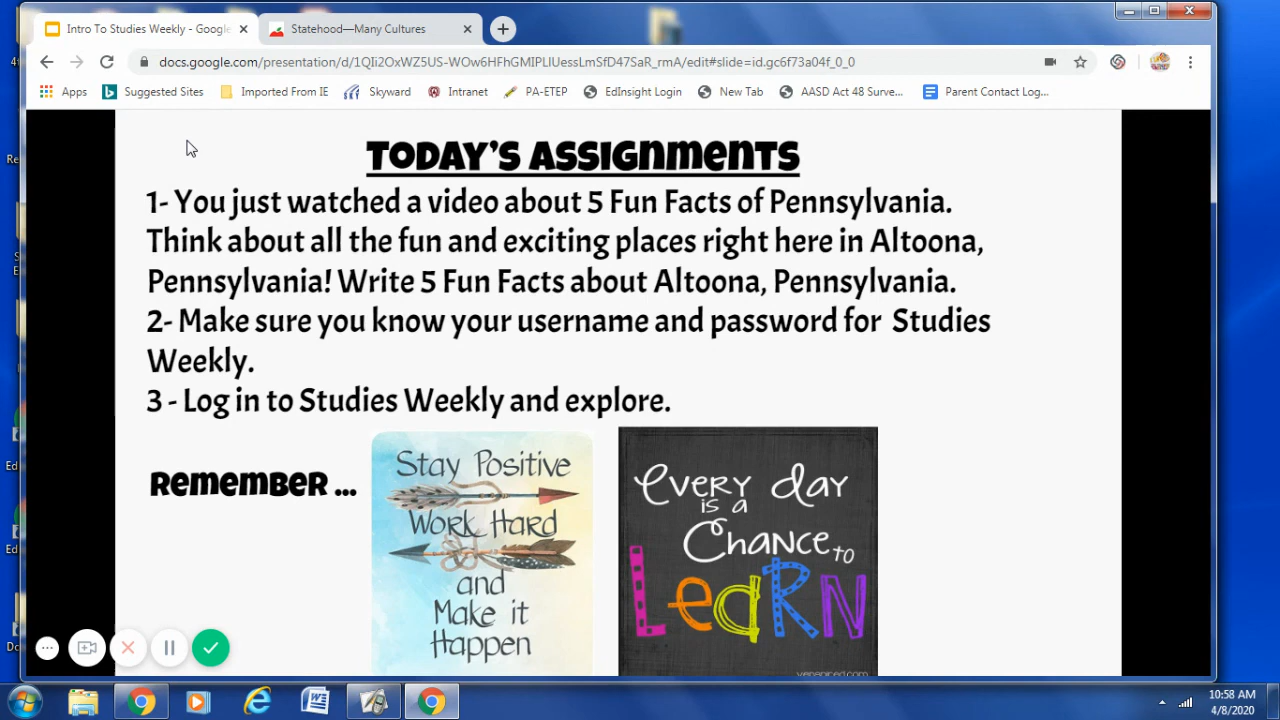 Intro To Studies Weekly - Google
Statehood—Many Cultures
docs.google.com/presentation/d/1QIi2OxWZ5US-WOw6HFhGMIPLIUessLmSfD47SaR_rmA/edit#slide=id.gc6f73a04f_0_0
Apps Suggested Sites Imported From IE Skyward Intranet PA-ETEP EdInsight Login New Tab AASD Act 48 Surve... Parent Contact Log...
Today's Assignments
1- You just watched a video about 5 Fun Facts of Pennsylvania.
Think about all the fun and exciting places right here in Altoona,
Pennsylvania! Write 5 Fun Facts about Altoona, Pennsylvania.
2- Make sure you know your username and password for Studies
Weekly.
3 - Log in to Studies Weekly and explore.
Remember ...
Stay Positive
Work Hard
and
Make it
Happen
Every day
is a
Chance to
LeaRN
10:58 AM
4/8/2020